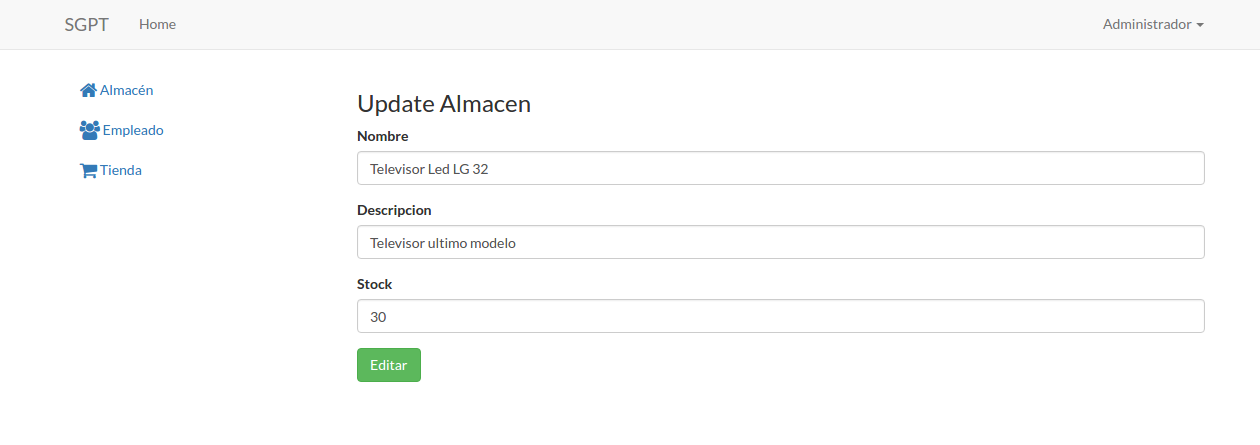 SGPT Home Administrador
Almacén
Empleado
Tienda
Update Almacen
Nombre
Televisor Led LG 32
Descripcion
Televisor ultimo modelo
Stock
30
Editar